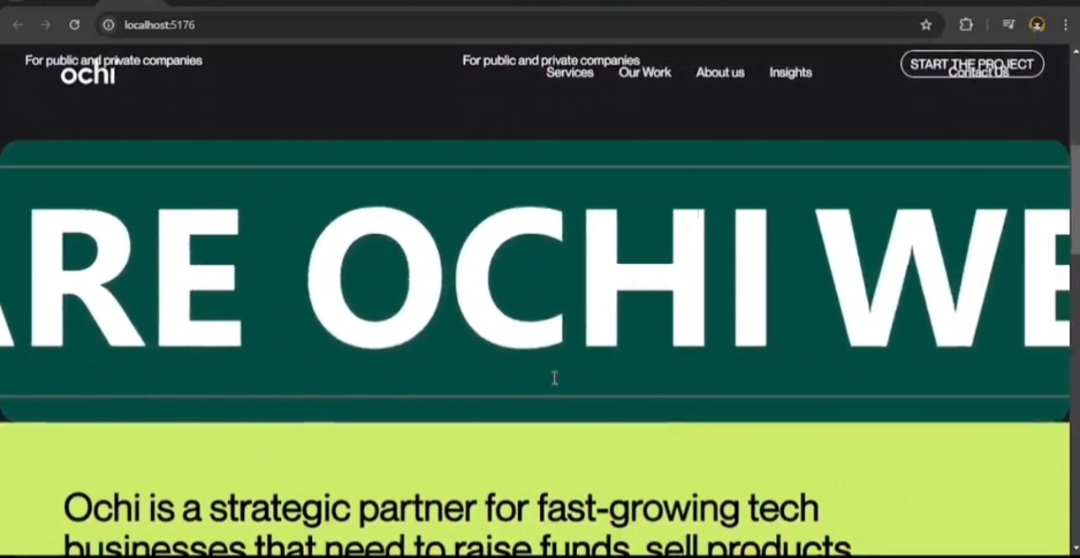 localhost:5176
For public and private companies
For public and private companies
START THE PROJECT
ochi
Services
Our Work
About us
Insights
Contact Us
ARE OCHI WE
Ochi is a strategic partner for fast-growing tech
businesses that need to raise funds, sell products